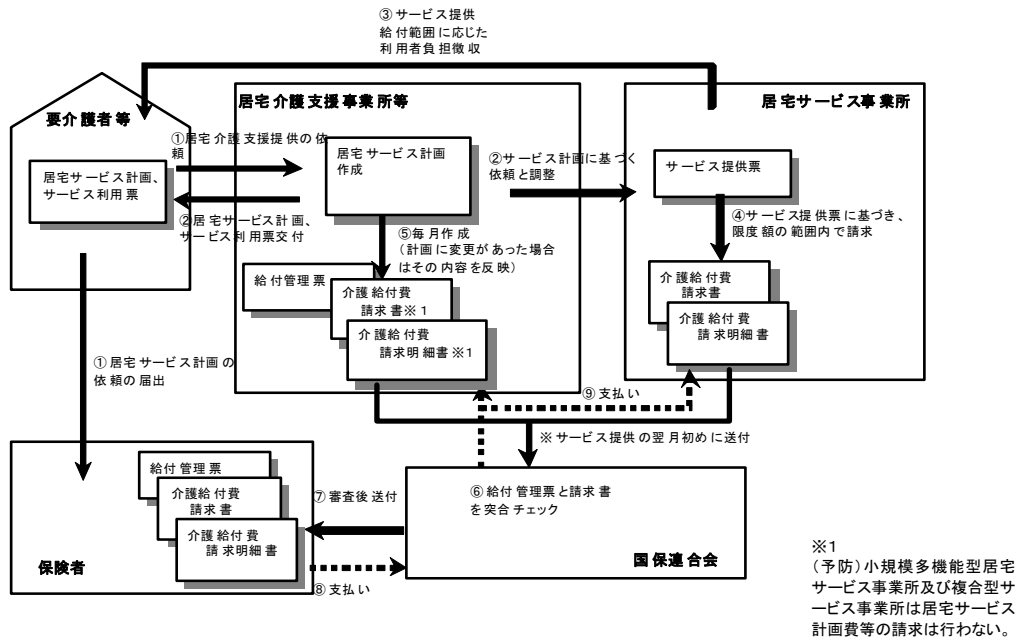 ③サービス提供
給付範囲に応じた
利用者負担徴収
要介護者等
居宅サービス計画、
サービス利用票
①居宅介護支援提供の依
頼
②居宅サービス計画、
サービス利用票交付
居宅介護支援事業所等
居宅サービス計画
作成
⑤毎月作成
(計画に変更があった場合
はその内容を反映)
給付管理票
介護給付費
請求書※1
介護給付費
請求明細書※1
②サービス計画に基づく
依頼と調整
居宅サービス事業所
サービス提供票
④サービス提供票に基づき、
限度額の範囲内で請求
介護給付費
請求書
介護給付費
請求明細書
①居宅サービス計画の
依頼の届出
⑨支払い
※サービス提供の翌月初めに送付
給付管理票
介護給付費
請求書
介護給付費
請求明細書
保険者
⑦審査後送付
⑧支払い
⑥給付管理票と請求書
を突合チェック
国保連合会
※1
(予防)小規模多機能型居宅
サービス事業所及び複合型サ
ービス事業所は居宅サービス
計画費等の請求は行わない。